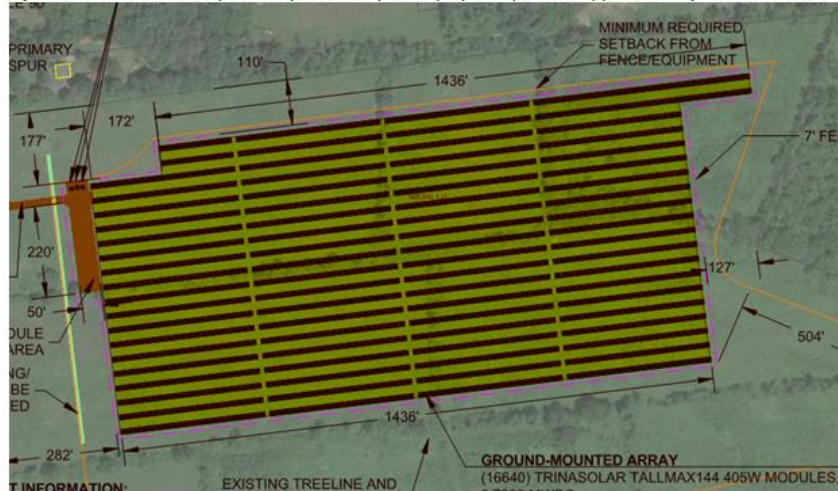 MINIMUM REQUIRED
SETBACK FROM
FENCE/EQUIPMENT
PRIMARY
SPUR
110'
1436'
172'
177'
7' FE
220'
50'
127'
504'
DULE
AREA
NG/
BE
ED
1436'
282'
GROUND-MOUNTED ARRAY
(16640) TRINASOLAR TALLMAX144 405W MODULES
EXISTING TREELINE AND
T INFORMATION: